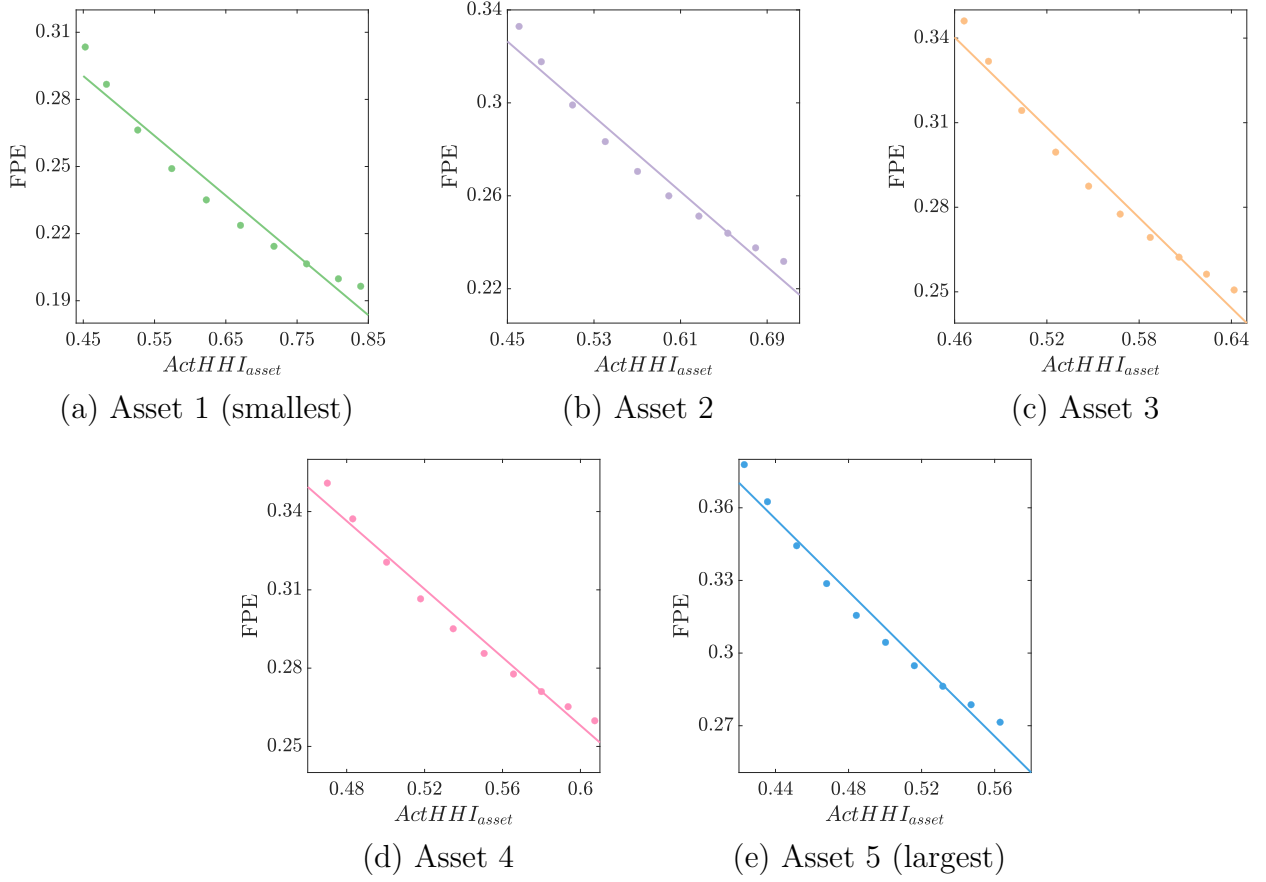 0.31
0.28
0.25
0.22
0.19
FPE
0.45 0.55 0.65 0.75 0.85
ActHHI_asset
(a) Asset 1 (smallest)
0.34
0.3
0.26
0.22
FPE
0.45 0.53 0.61 0.69
ActHHI_asset
(b) Asset 2
0.34
0.31
0.28
0.25
FPE
0.46 0.52 0.58 0.64
ActHHI_asset
(c) Asset 3
0.34
0.31
0.28
0.25
FPE
0.48 0.52 0.56 0.6
ActHHI_asset
(d) Asset 4
0.36
0.33
0.3
0.27
FPE
0.44 0.48 0.52 0.56
ActHHI_asset
(e) Asset 5 (largest)